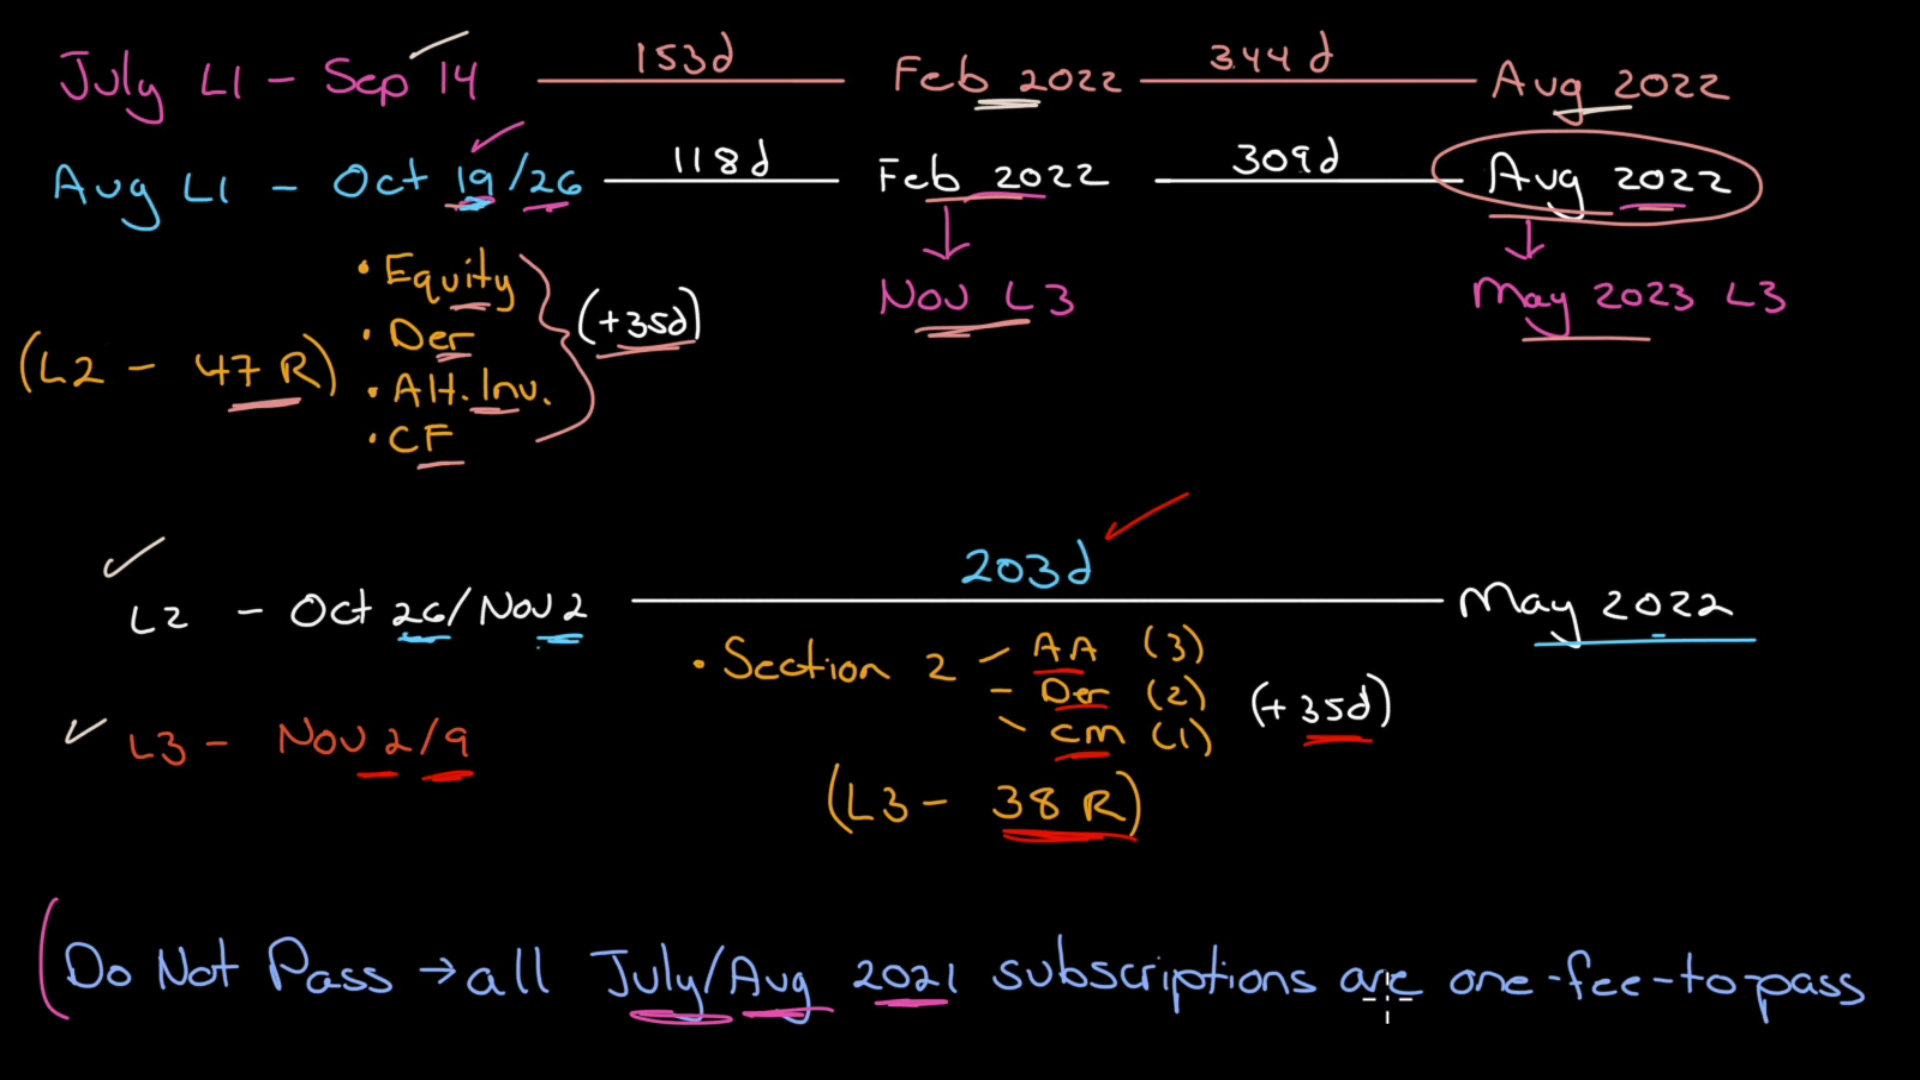 July L1 - Sep 14 153d Feb 2022 344d Aug 2022
Aug L1 - Oct 19/26 118d Feb 2022 309d Aug 2022
Nov L3 May 2023 L3
(L2 - 47 R)
• Equity
• Der
• Alt. Inv.
• CF
(+35d)
L2 - Oct 26/Nov 2 203d May 2022
• Section 2 - AA (3)
- Der (2)
- CM (1)
(+35d)
L3 - Nov 2/9
(L3 - 38 R)
Do Not Pass → all July/Aug 2021 subscriptions are one-fee-to-pass